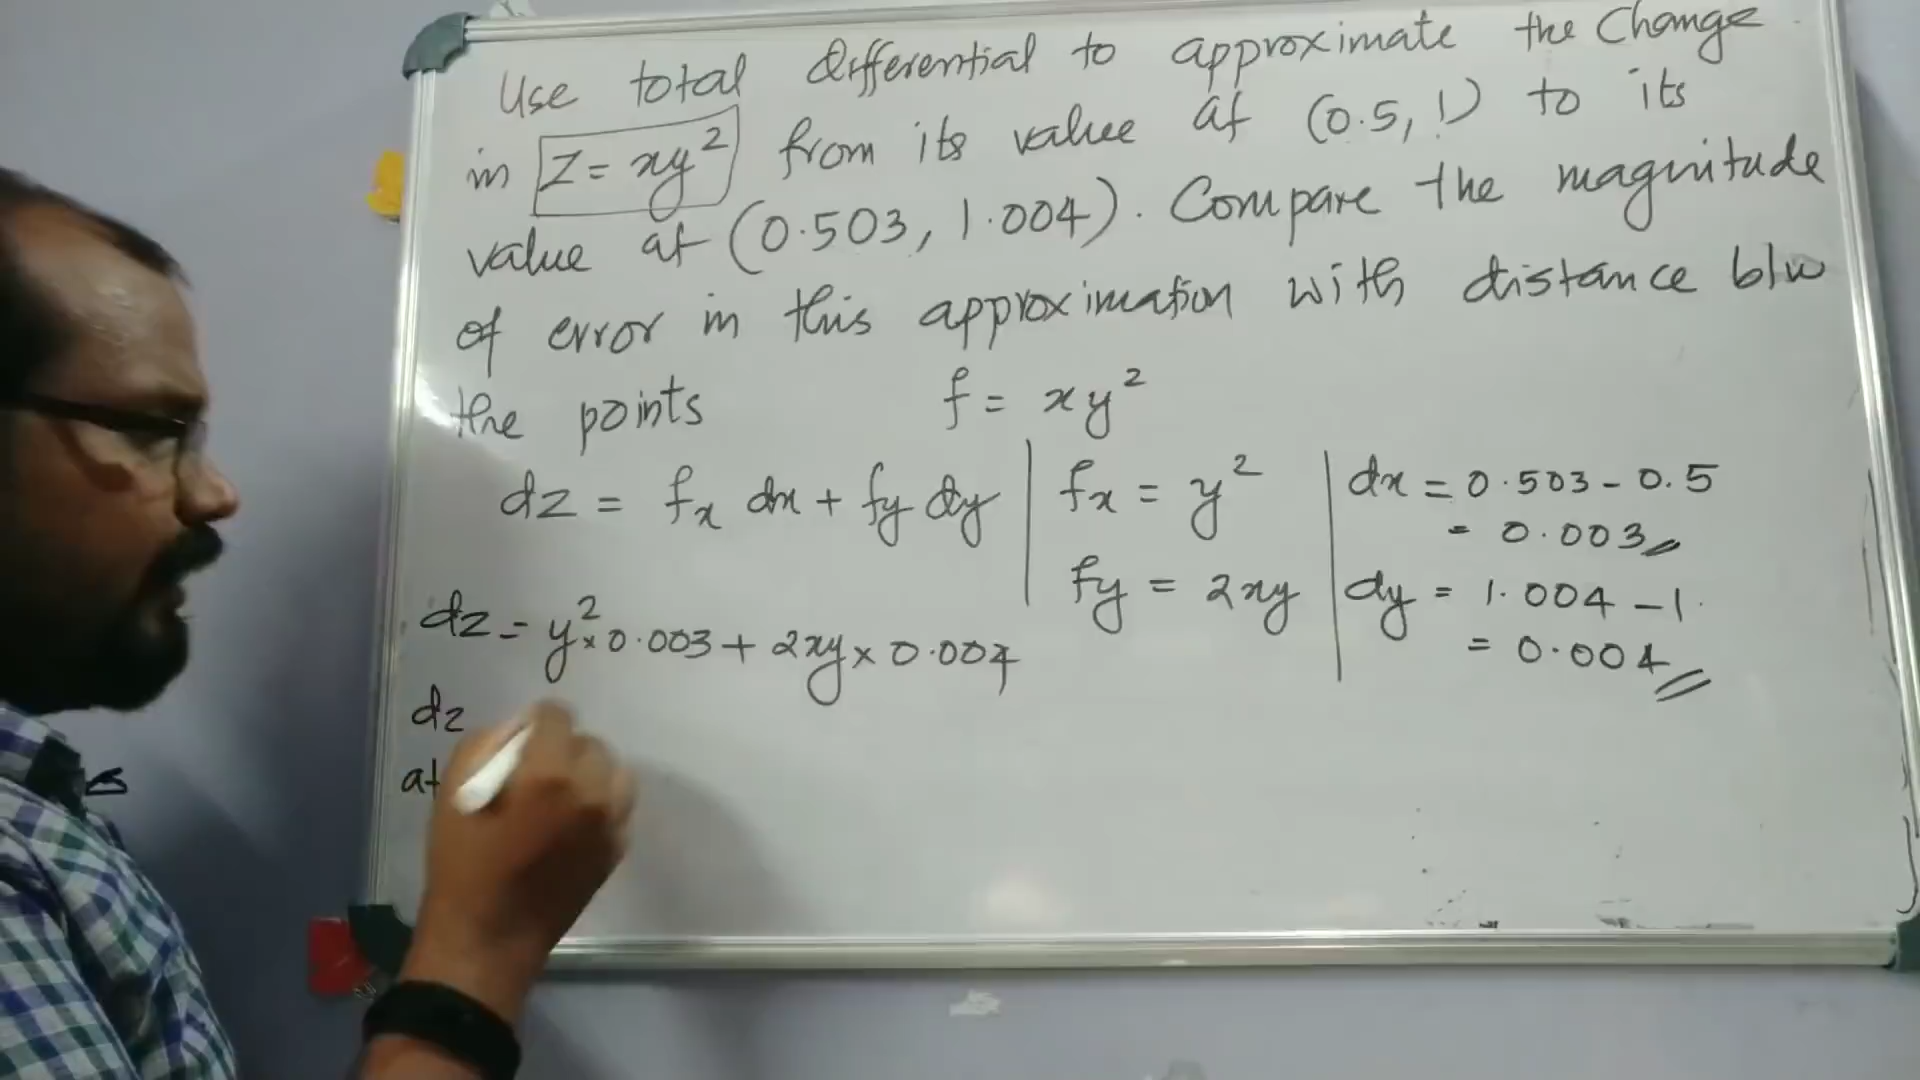 Use total differential to approximate the change
in z = xy² from its value at (0.5, 1) to its
value at (0.503, 1.004). Compare the magnitude
of error in this approximation with distance b/w
the points f = xy²
dz = fx dx + fy dy
fx = y²
fy = 2xy
dx = 0.503 - 0.5
= 0.003
dy = 1.004 - 1
= 0.004
dz = y² × 0.003 + 2xy × 0.004
dz
at